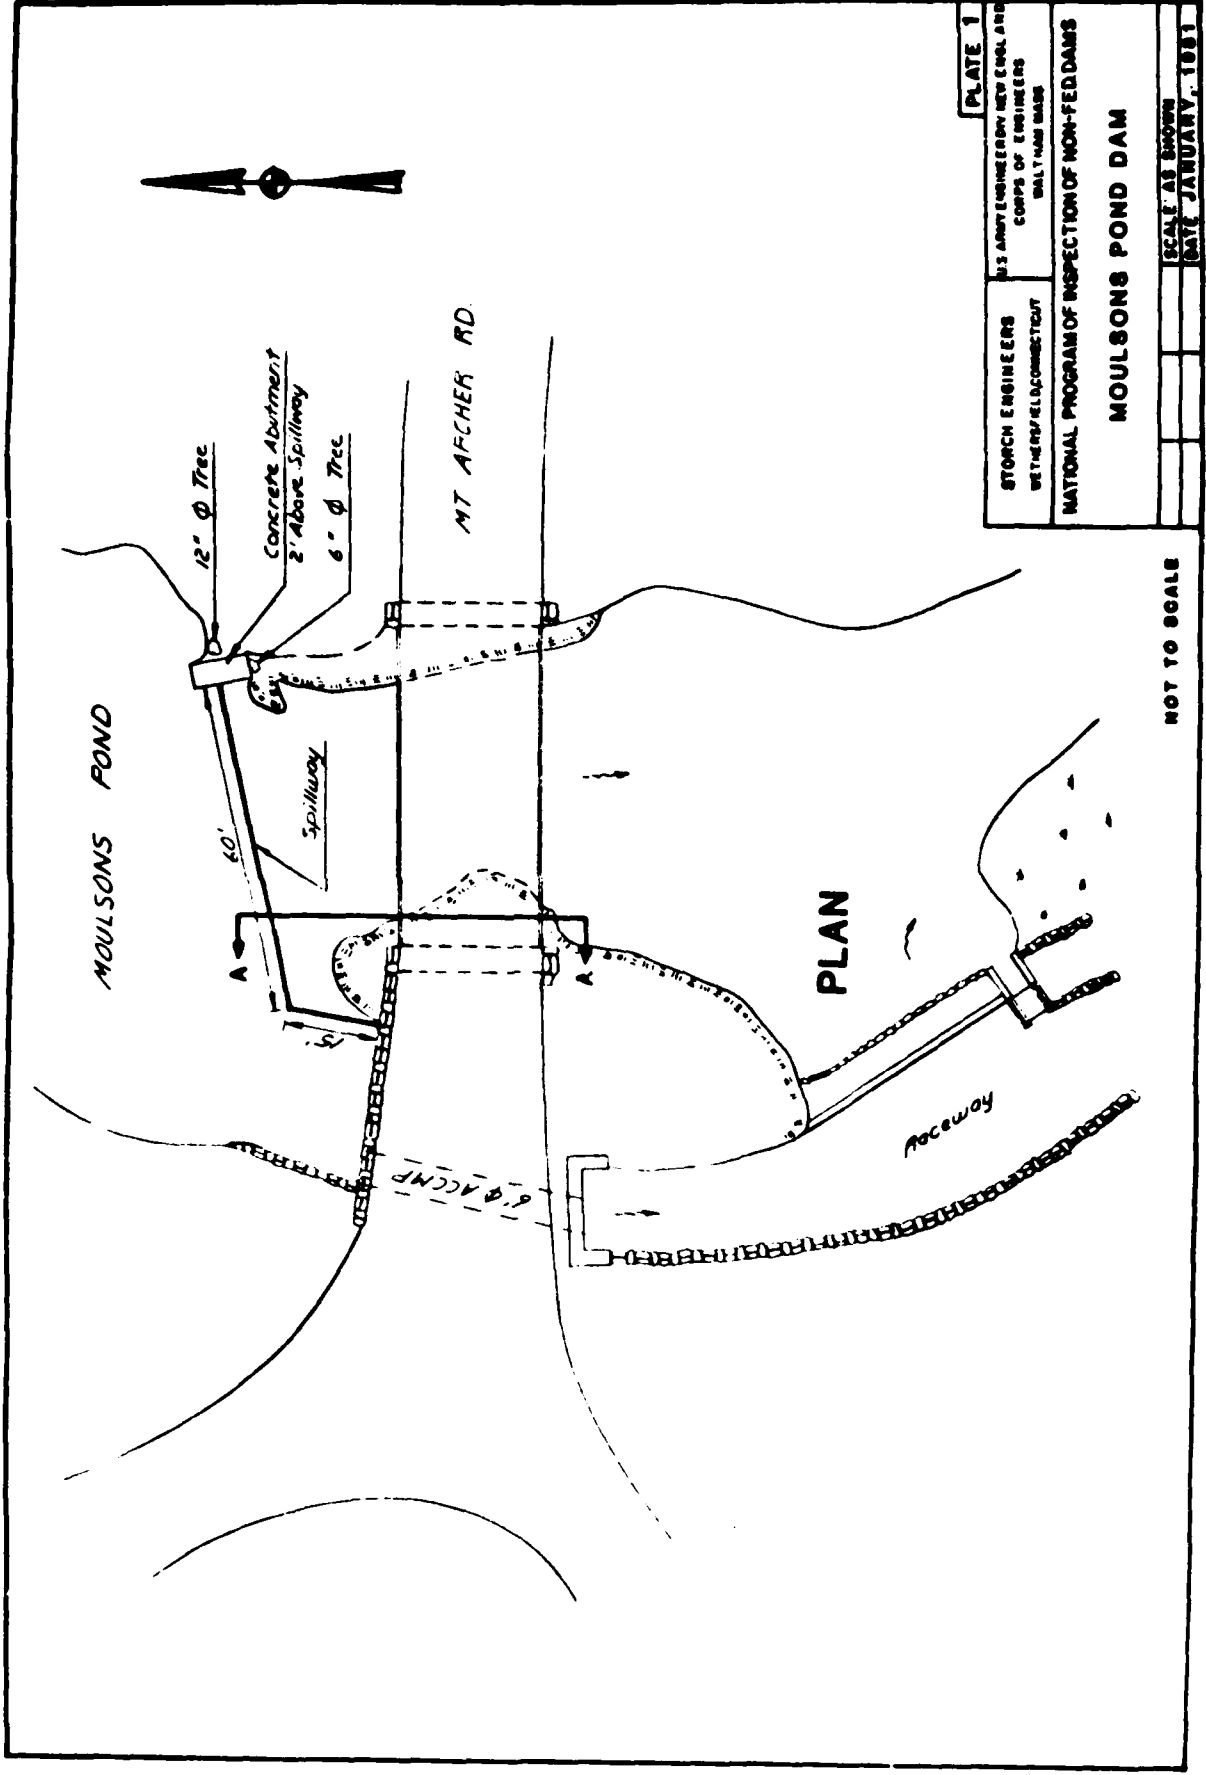 MOULSONS POND
12" Φ Tree
Concrete Abutment
2' Above Spillway
6" Φ Tree
60'
Spillway
15'
A
A
MT AFCHER RD.
6'Φ ACCMP
Raceway
PLAN
NOT TO SCALE
PLATE 1
STORCH ENGINEERS
WETHERSFIELD, CONNECTICUT
U S ARMY ENGINEER DIV NEW ENGLAND
CORPS OF ENGINEERS
WALTHAM MASS
NATIONAL PROGRAM OF INSPECTION OF NON-FED DAMS
MOULSONS POND DAM
SCALE AS SHOWN
DATE JANUARY, 1981